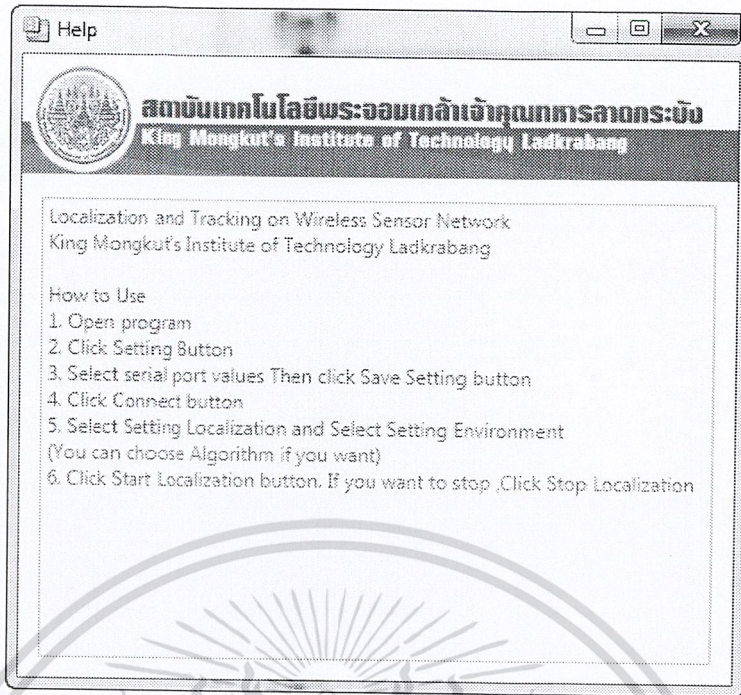 Help
สถาบันเทคโนโลยีพระจอมเกล้าเจ้าคุณทหารลาดกระบัง
King Mongkut's Institute of Technology Ladkrabang
Localization and Tracking on Wireless Sensor Network
King Mongkut's Institute of Technology Ladkrabang
How to Use
1. Open program
2. Click Setting Button
3. Select serial port values Then click Save Setting button
4. Click Connect button
5. Select Setting Localization and Select Setting Environment
(You can choose Algorithm if you want)
6. Click Start Localization button. If you want to stop ,Click Stop Localization